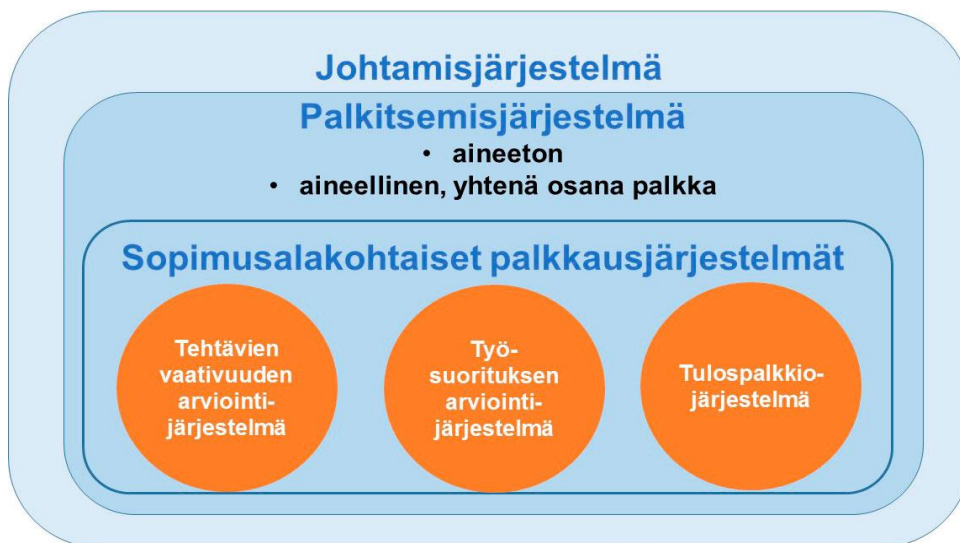 Johtamisjärjestelmä
Palkitsemisjärjestelmä
• aineeton
• aineellinen, yhtenä osana palkka
Sopimusalakohtaiset palkkausjärjestelmät
Tehtävien
vaativuuden
arviointi-
järjestelmä
Työ-
suorituksen
arviointi-
järjestelmä
Tulospalkkio-
järjestelmä